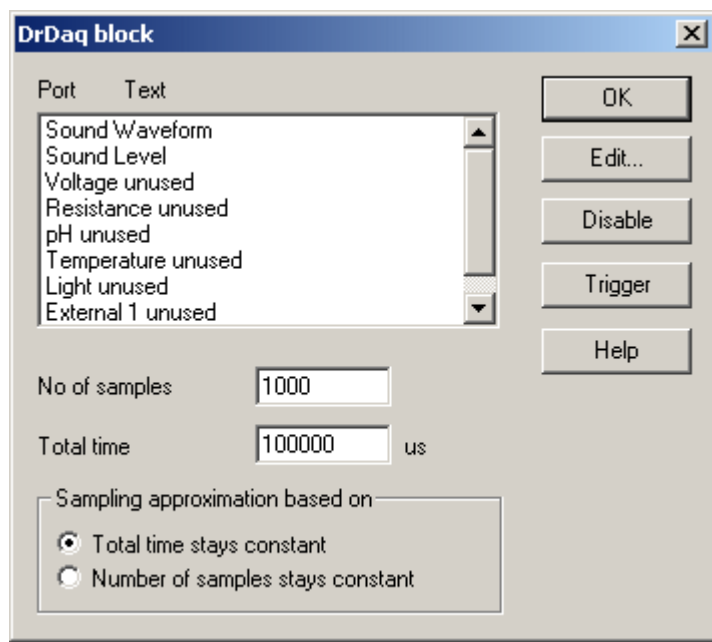 DrDaq block
Port Text
Sound Waveform
Sound Level
Voltage unused
Resistance unused
pH unused
Temperature unused
Light unused
External 1 unused
OK
Edit...
Disable
Trigger
Help
No of samples 1000
Total time 100000 us
Sampling approximation based on
Total time stays constant
Number of samples stays constant